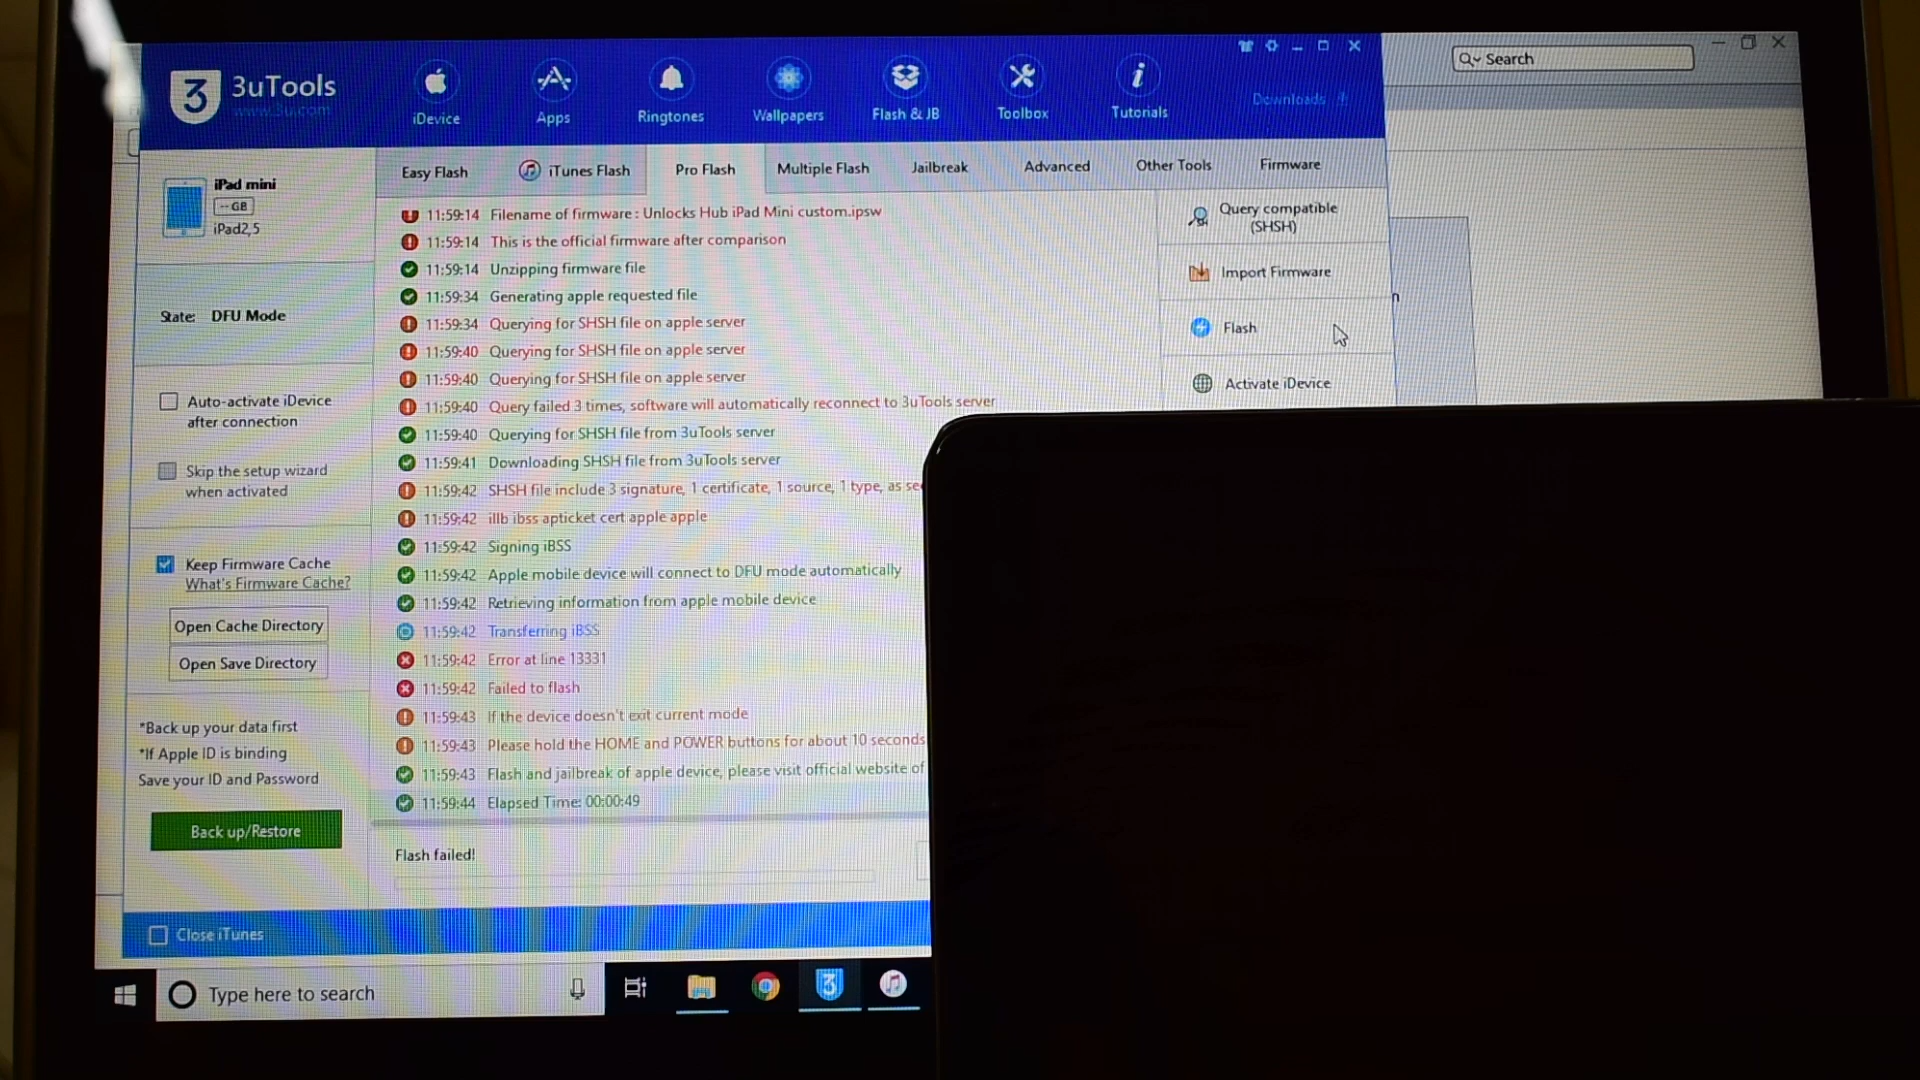 3uTools
www.3u.com
iDevice
Apps
Ringtones
Wallpapers
Flash & JB
Toolbox
Tutorials
Downloads
Search
Easy Flash
iTunes Flash
Pro Flash
Multiple Flash
Jailbreak
Advanced
Other Tools
Firmware
iPad mini
-- GB
iPad2,5
State: DFU Mode
Auto-activate iDevice
after connection
Skip the setup wizard
when activated
Keep Firmware Cache
What's Firmware Cache?
Open Cache Directory
Open Save Directory
*Back up your data first
*If Apple ID is binding
Save your ID and Password
Back up/Restore
11:59:14 Filename of firmware : Unlocks Hub iPad Mini custom.ipsw
11:59:14 This is the official firmware after comparison
11:59:14 Unzipping firmware file
11:59:34 Generating apple requested file
11:59:34 Querying for SHSH file on apple server
11:59:40 Querying for SHSH file on apple server
11:59:40 Querying for SHSH file on apple server
11:59:40 Query failed 3 times, software will automatically reconnect to 3uTools server
11:59:40 Querying for SHSH file from 3uTools server
11:59:41 Downloading SHSH file from 3uTools server
11:59:42 SHSH file include 3 signature, 1 certificate, 1 source, 1 type, as
11:59:42 illb ibss apticket cert apple apple
11:59:42 Signing iBSS
11:59:42 Apple mobile device will connect to DFU mode automatically
11:59:42 Retrieving information from apple mobile device
11:59:42 Transferring iBSS
11:59:42 Error at line 13331
11:59:42 Failed to flash
11:59:43 If the device doesn't exit current mode
11:59:43 Please hold the HOME and POWER buttons for about 10 seconds
11:59:43 Flash and jailbreak of apple device, please visit official website of
11:59:44 Elapsed Time: 00:00:49
Flash failed!
Query compatible
(SHSH)
Import Firmware
Flash
Activate iDevice
Close iTunes
Type here to search